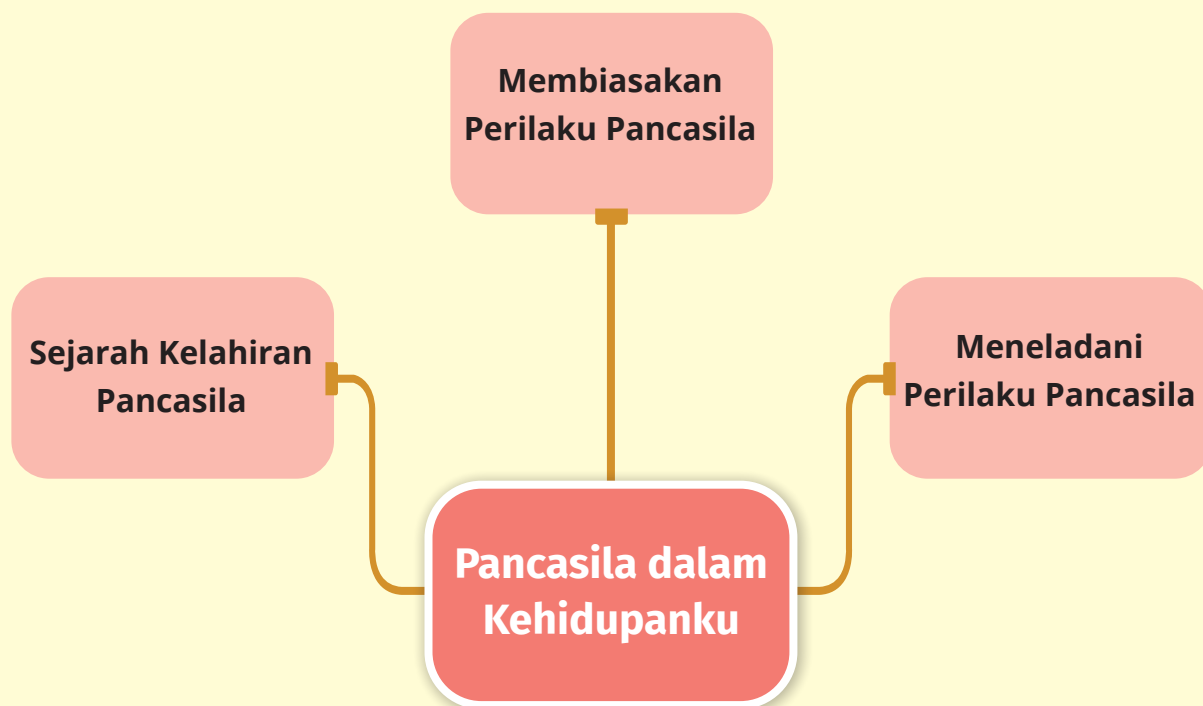 Membiasakan
Perilaku Pancasila
Sejarah Kelahiran
Pancasila
Meneladani
Perilaku Pancasila
Pancasila dalam
Kehidupanku